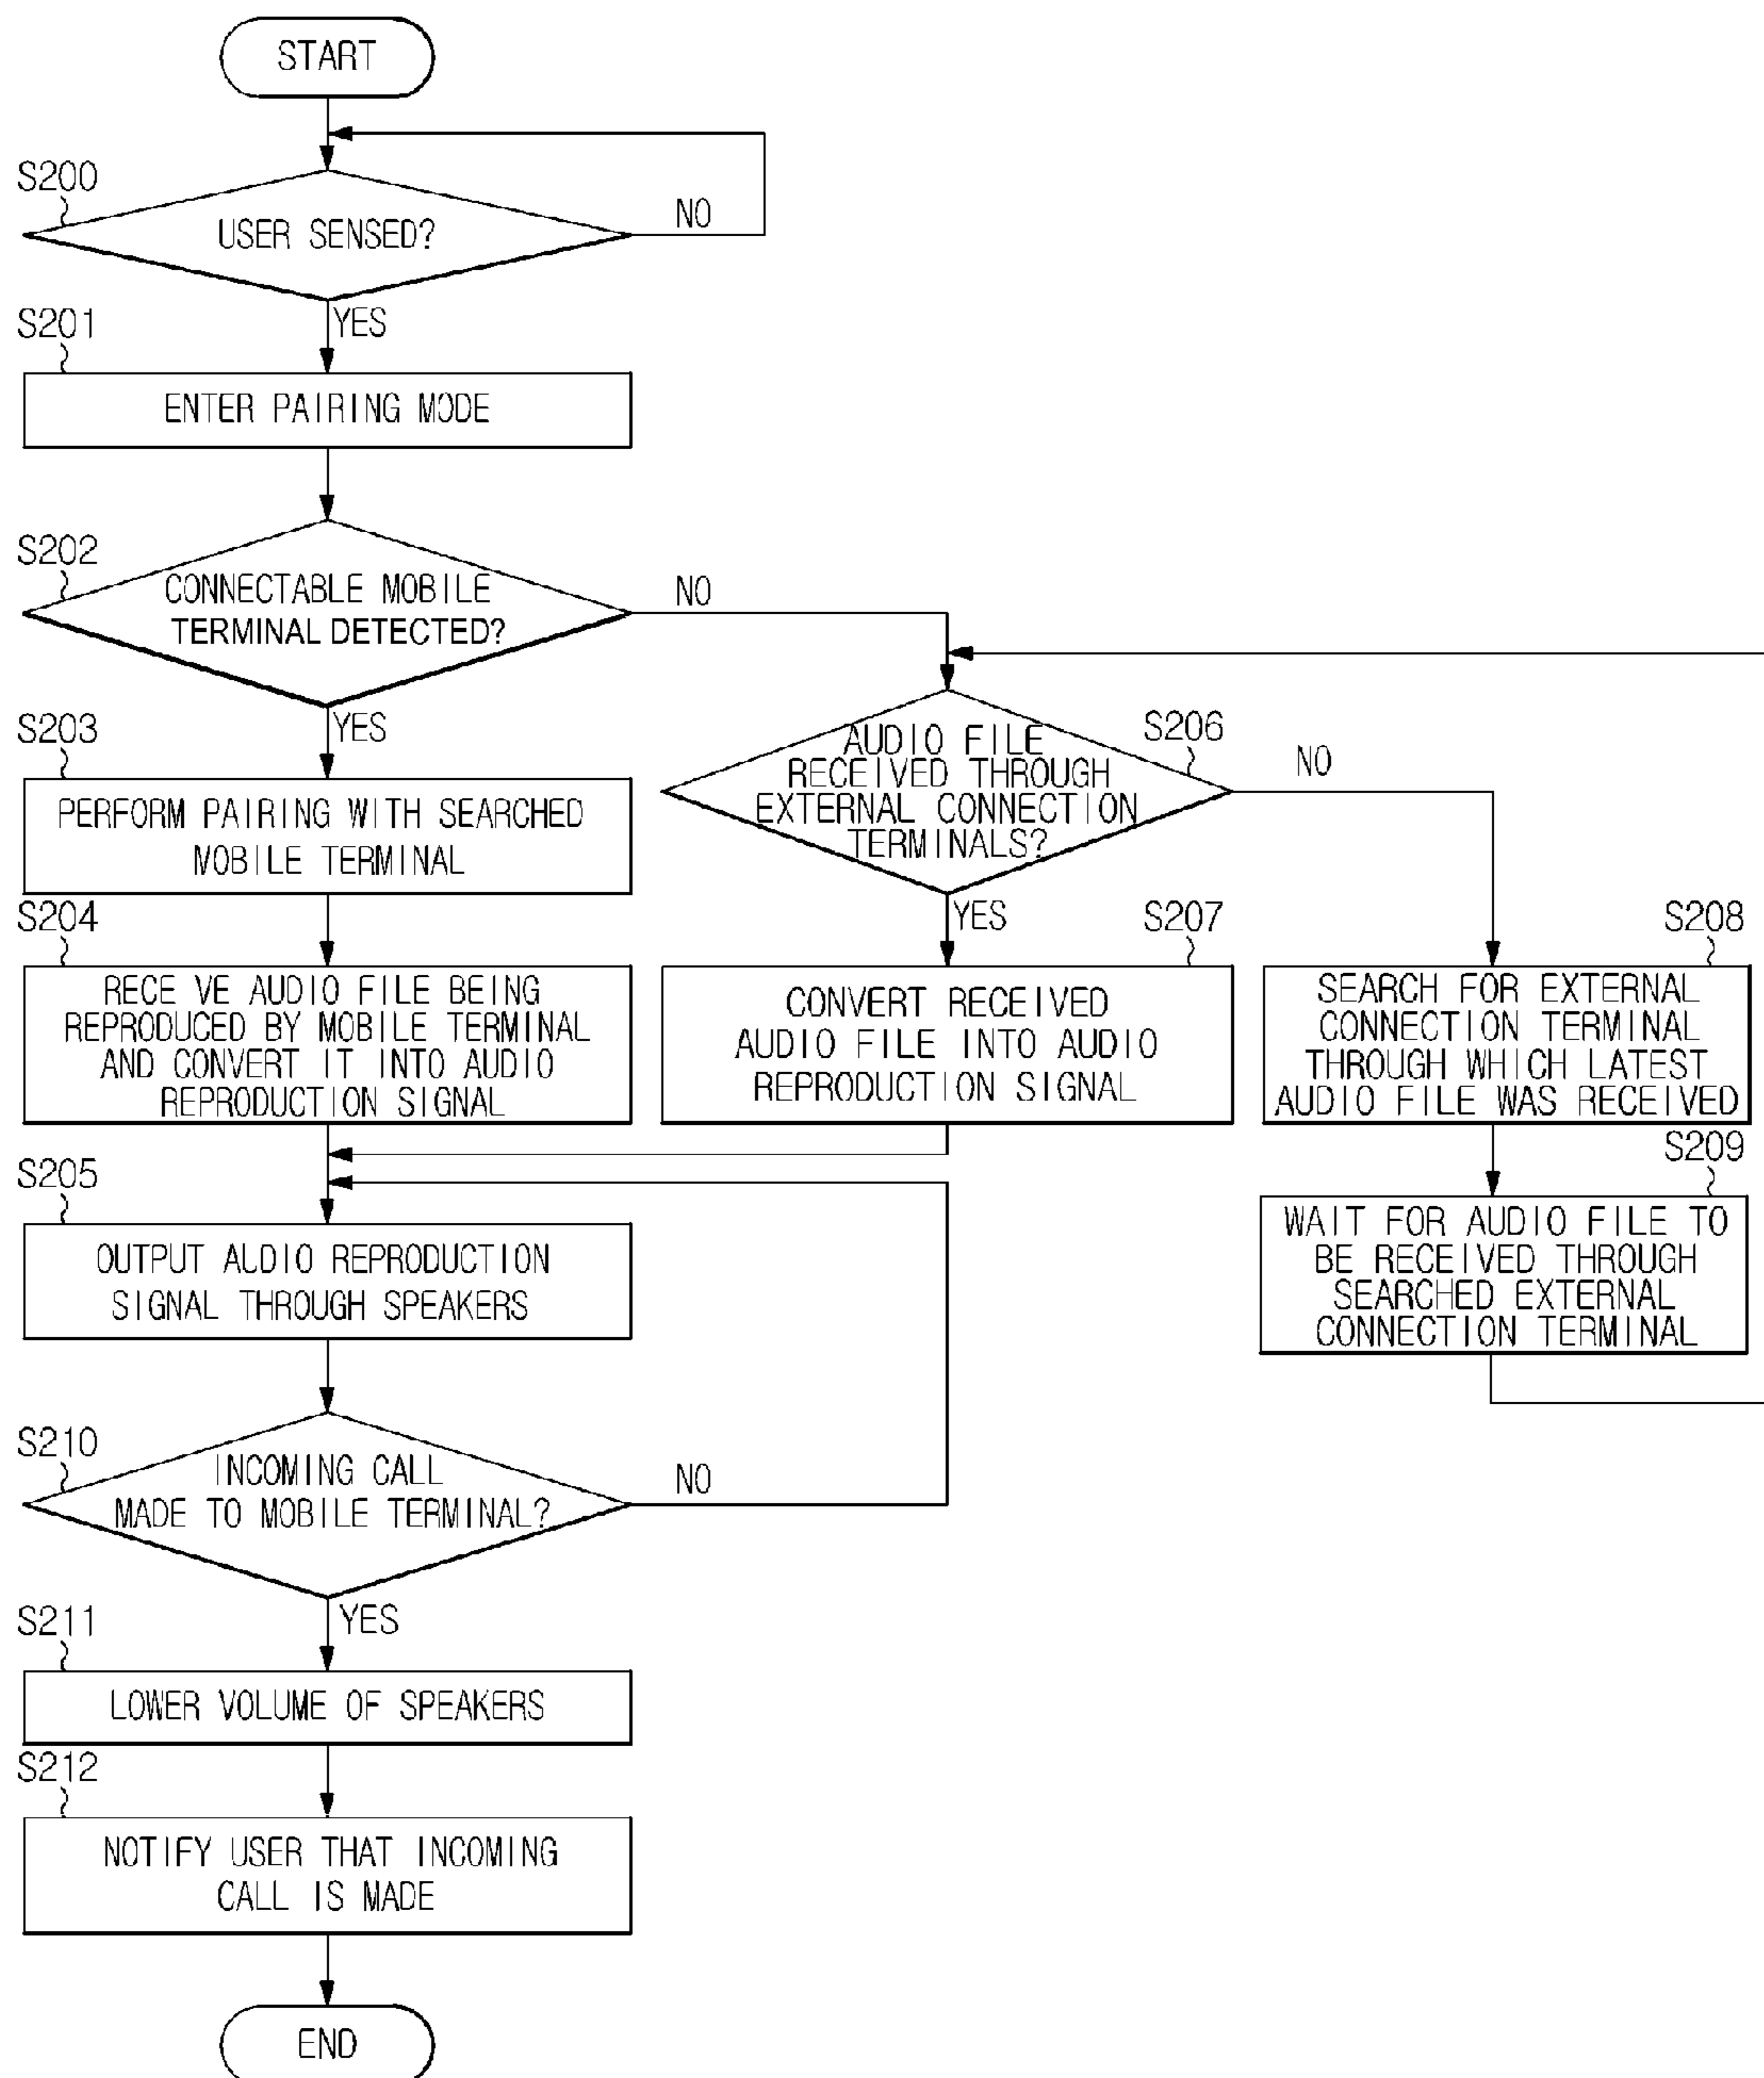 START
S200
USER SENSED?
NO
YES
S201
ENTER PAIRING MODE
S202
CONNECTABLE MOBILE
TERMINAL DETECTED?
NO
YES
S203
PERFORM PAIRING WITH SEARCHED
MOBILE TERMINAL
S204
RECE VE AUDIO FILE BEING
REPRODUCED BY MOBILE TERMINAL
AND CONVERT IT INTO AUDIO
REPRODUCTION SIGNAL
S206
AUDIO FILE
RECEIVED THROUGH
EXTERNAL CONNECTION
TERMINALS?
NO
YES
S207
CONVERT RECEIVED
AUDIO FILE INTO AUDIO
REPRODUCTION SIGNAL
S208
SEARCH FOR EXTERNAL
CONNECTION TERMINAL
THROUGH WHICH LATEST
AUDIO FILE WAS RECEIVED
S209
WAIT FOR AUDIO FILE TO
BE RECEIVED THROUGH
SEARCHED EXTERNAL
CONNECTION TERMINAL
S205
OUTPUT AUDIO REPRODUCTION
SIGNAL THROUGH SPEAKERS
S210
INCOMING CALL
MADE TO MOBILE TERMINAL?
NO
YES
S211
LOWER VOLUME OF SPEAKERS
S212
NOTIFY USER THAT INCOMING
CALL IS MADE
END